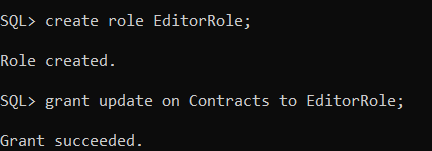 SQL> create role EditorRole;
Role created.
SQL> grant update on Contracts to EditorRole;
Grant succeeded.